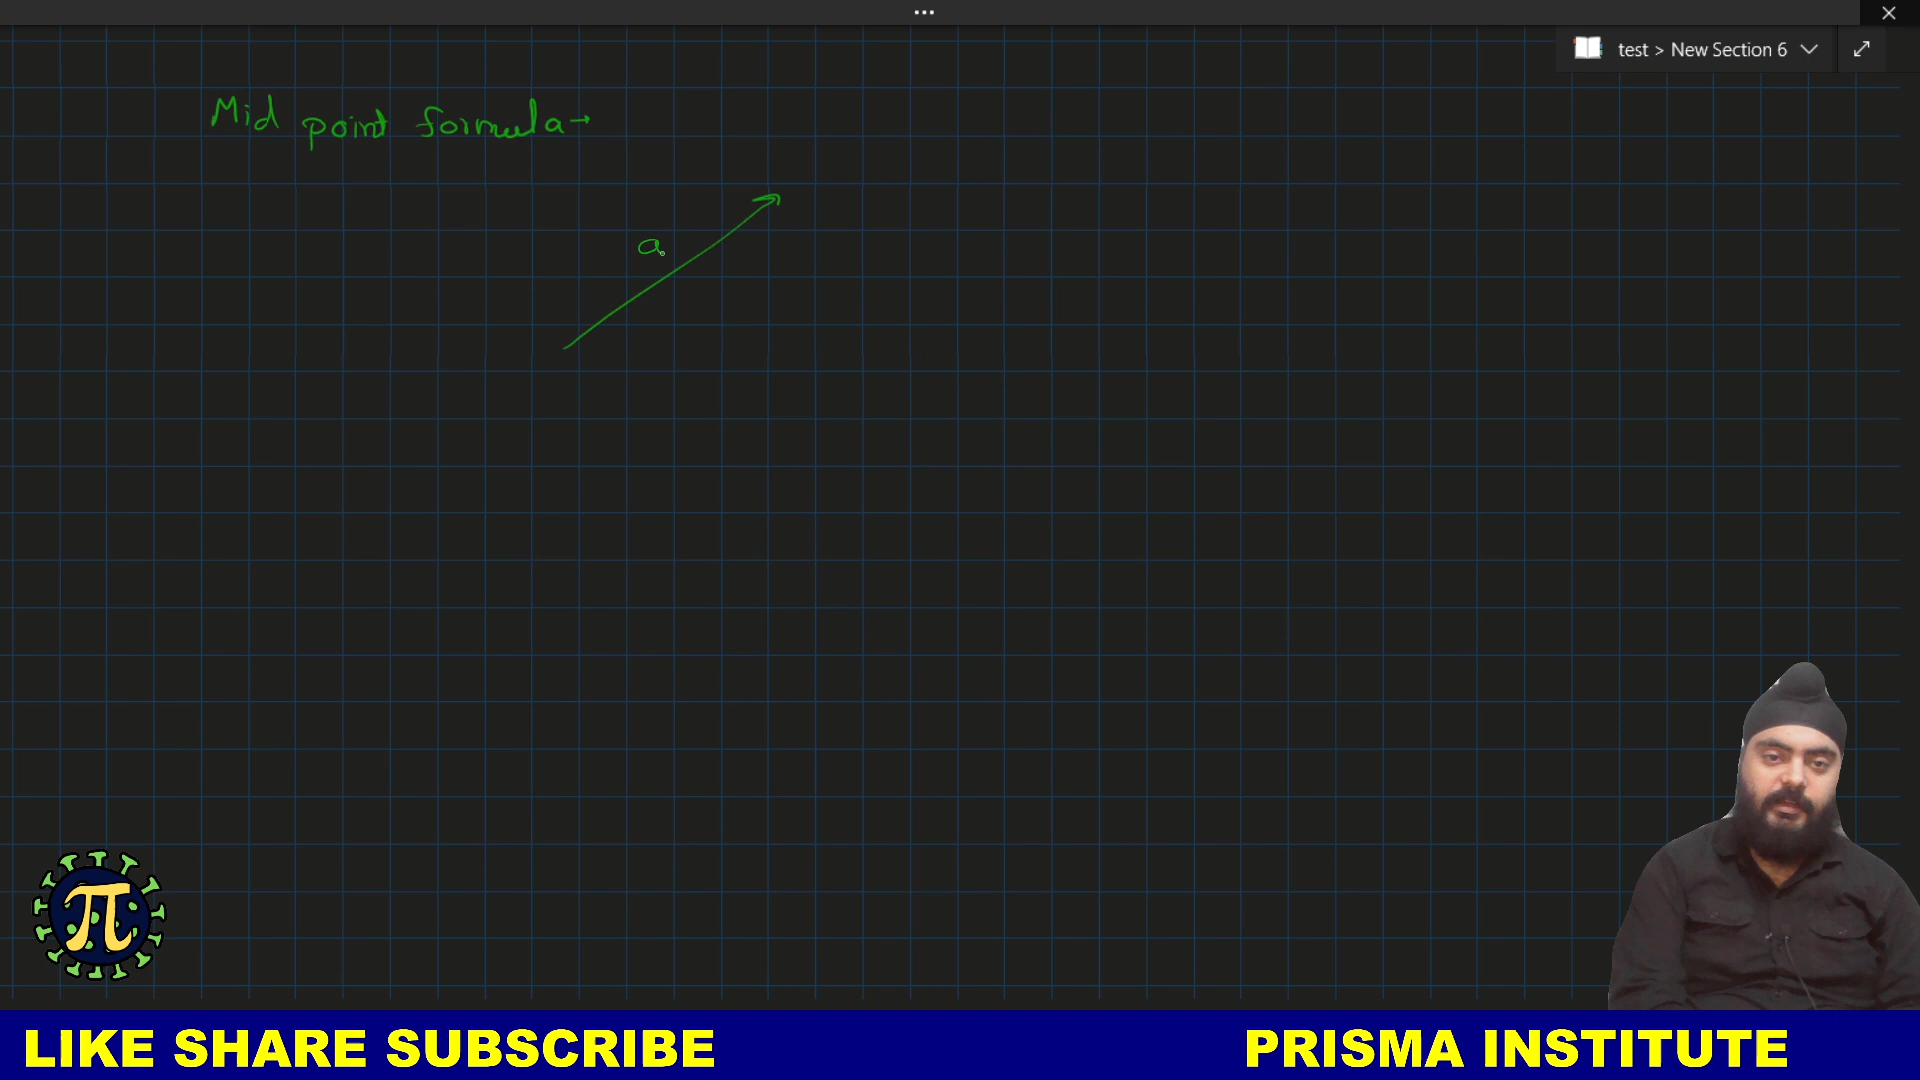 ...
test > New Section 6
Mid point formula→
a
π
LIKE SHARE SUBSCRIBE
PRISMA INSTITUTE